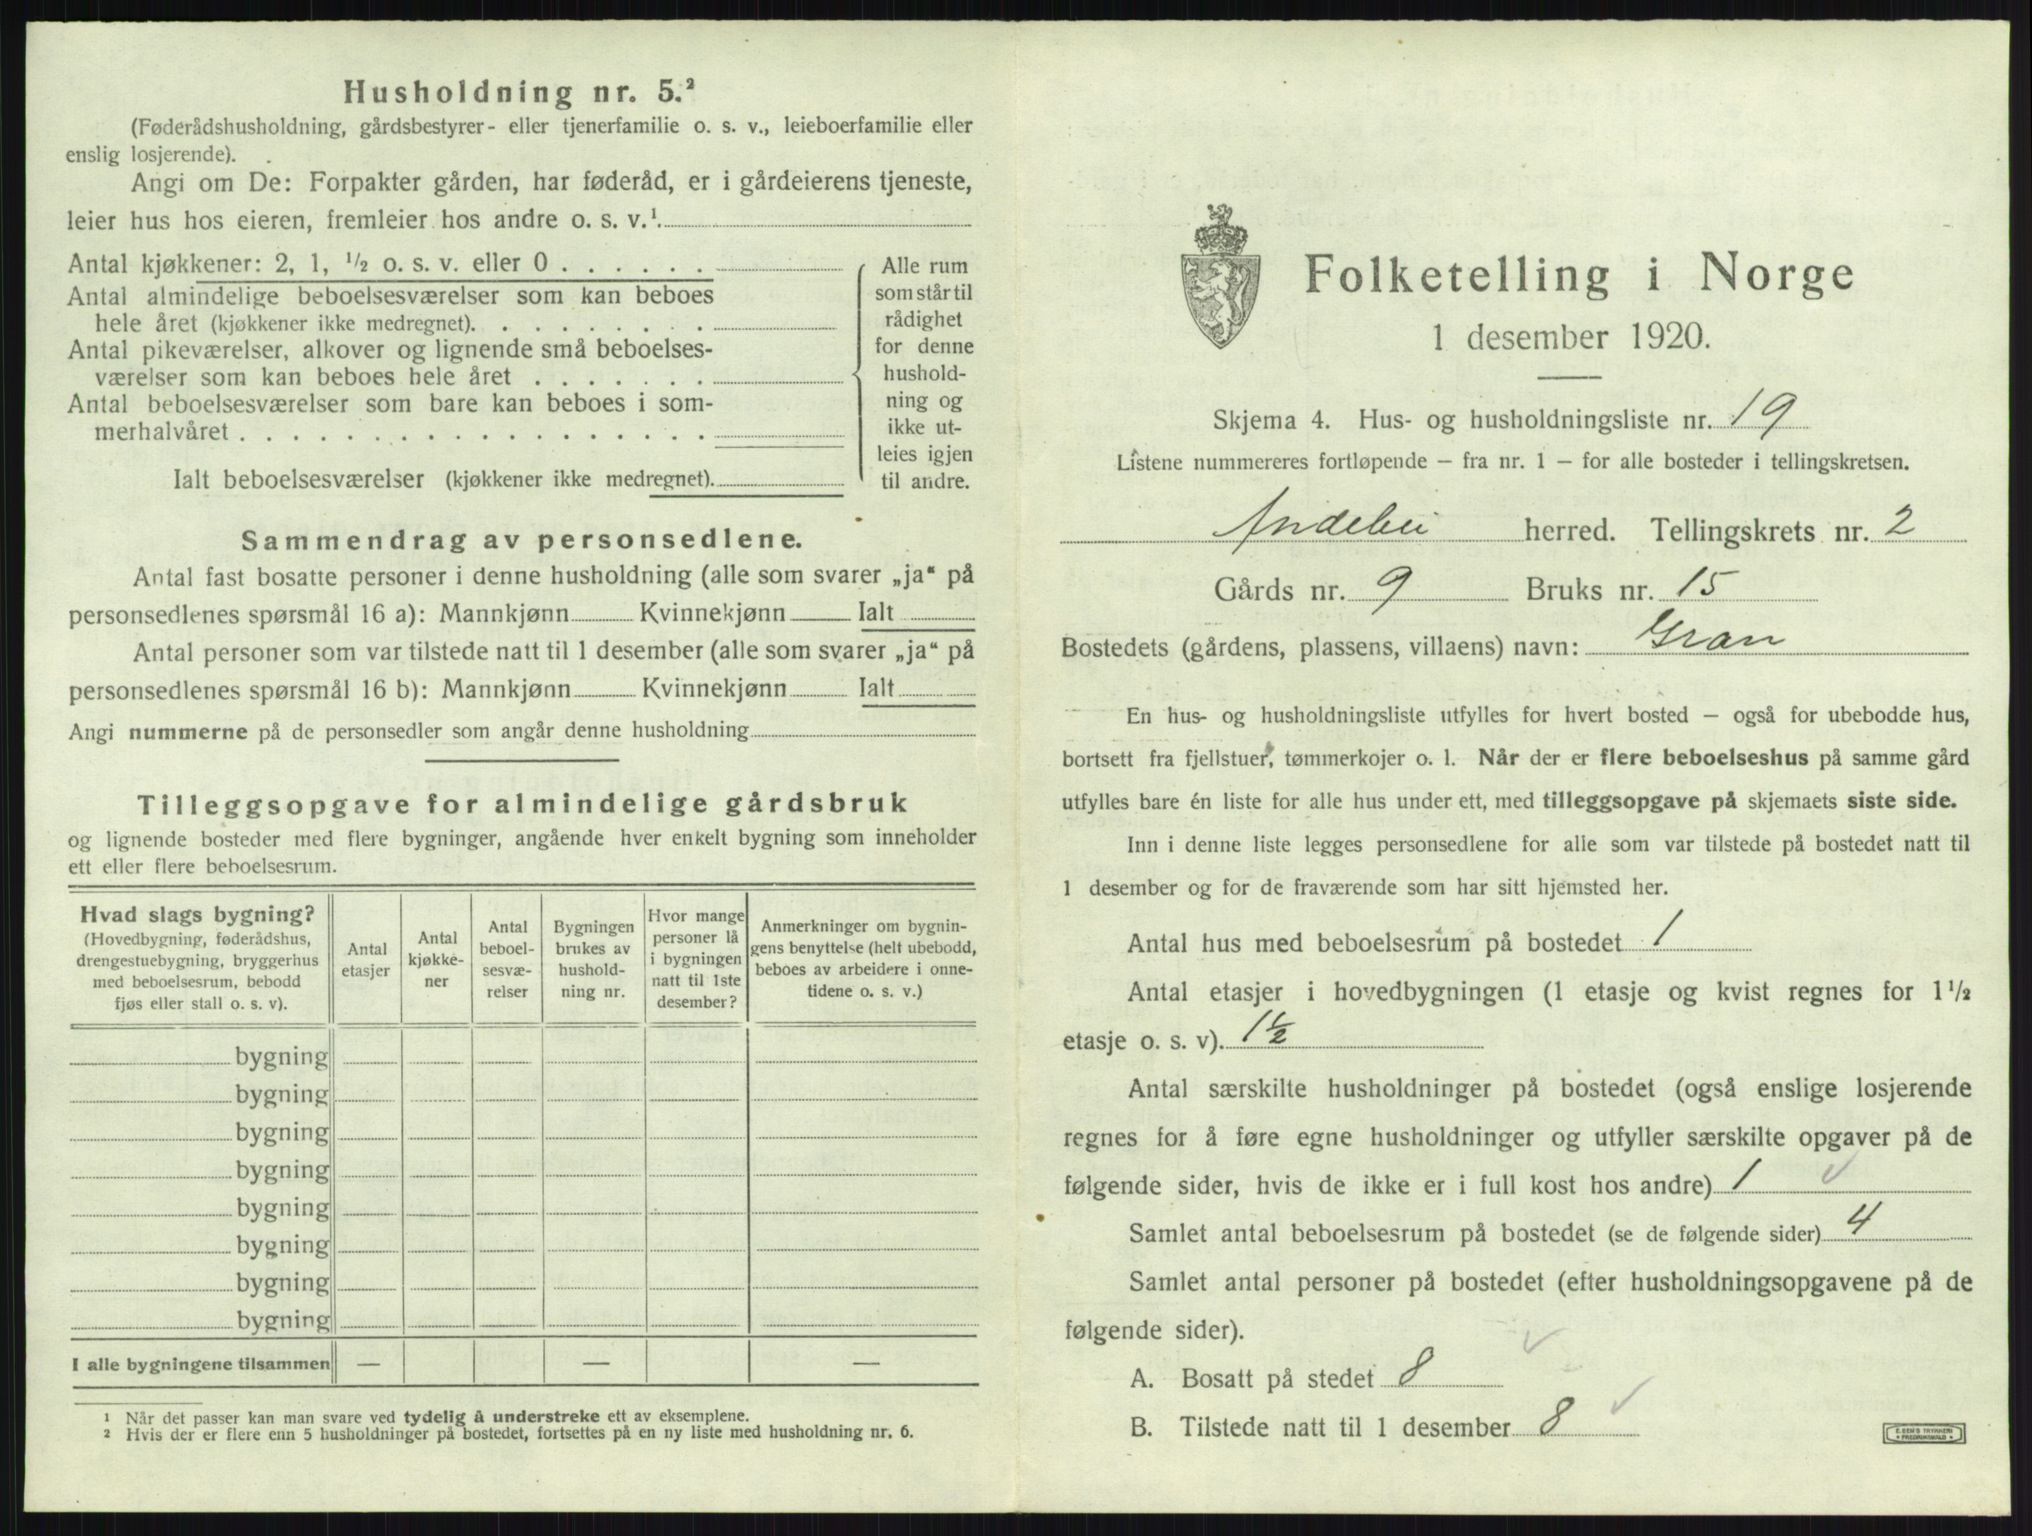 Husholdning nr. 5.²
(Føderådshusholdning, gårdsbestyrer- eller tjenerfamilie o. s. v., leieboerfamilie eller
enslig losjerende).
Angi om De: Forpakter gården, har føderåd, er i gårdeierens tjeneste,
leier hus hos eieren, fremleier hos andre o. s. v.¹
Antal kjøkkener: 2, 1, ½ o. s. v. eller 0 . . . . . .
Antal almindelige beboelsesværelser som kan beboes
hele året (kjøkkener ikke medregnet). . . . . . . . .
Antal pikeværelser, alkover og lignende små beboelses-
værelser som kan beboes hele året . . . . . . .
Antal beboelsesværelser som bare kan beboes i som-
merhalvåret . . . . . . . . . . . . . . . . . .
Ialt beboelsesværelser (kjøkkener ikke medregnet).
Alle rum
som står til
rådighet
for denne
hushold-
ning og
ikke ut-
leies igjen
til andre.
Sammendrag av personsedlene.
Antal fast bosatte personer i denne husholdning (alle som svarer „ja“ på
personsedlenes spørsmål 16 a): Mannkjønn Kvinnekjønn Ialt
Antal personer som var tilstede natt til 1 desember (alle som svarer „ja“ på
personsedlenes spørsmål 16 b): Mannkjønn Kvinnekjønn Ialt
Angi nummerne på de personsedler som angår denne husholdning
Tilleggsopgave for almindelige gårdsbruk
og lignende bosteder med flere bygninger, angående hver enkelt bygning som inneholder
ett eller flere beboelsesrum.
Hvad slags bygning?
(Hovedbygning, føderådshus,
drengestuebygning, bryggerhus
med beboelsesrum, bebodd
fjøs eller stall o. s. v).
Antal
etasjer
Antal
kjøkke-
ner
Antal
beboel-
sesvæ-
relser
Bygningen
brukes av
hushold-
ning nr.
Hvor mange
personer lå
i bygningen
natt til 1ste
desember?
Anmerkninger om bygnin-
gens benyttelse (helt ubebodd,
beboes av arbeidere i onne-
tidene o. s. v.)
bygning
bygning
bygning
bygning
bygning
bygning
bygning
bygning
I alle bygningene tilsammen — — —
¹ Når det passer kan man svare ved tydelig å understreke ett av eksemplene.
² Hvis der er flere enn 5 husholdninger på bostedet, fortsettes på en ny liste med husholdning nr. 6.
Folketelling i Norge
1 desember 1920.
Skjema 4. Hus- og husholdningsliste nr. 19
Listene nummereres fortløpende – fra nr. 1 – for alle bosteder i tellingskretsen.
Andebu herred. Tellingskrets nr. 2
Gårds nr. 9 Bruks nr. 15
Bostedets (gårdens, plassens, villaens) navn: Gran
En hus- og husholdningsliste utfylles for hvert bosted – også for ubebodde hus,
bortsett fra fjellstuer, tømmerkojer o. l. Når der er flere beboelseshus på samme gård
utfylles bare én liste for alle hus under ett, med tilleggsopgave på skjemaets siste side.
Inn i denne liste legges personsedlene for alle som var tilstede på bostedet natt til
1 desember og for de fraværende som har sitt hjemsted her.
Antal hus med beboelsesrum på bostedet 1
Antal etasjer i hovedbygningen (1 etasje og kvist regnes for 1½
etasje o. s. v). 1½
Antal særskilte husholdninger på bostedet (også enslige losjerende
regnes for å føre egne husholdninger og utfyller særskilte opgaver på de
følgende sider, hvis de ikke er i full kost hos andre) 1 ✓
Samlet antal beboelsesrum på bostedet (se de følgende sider) 4
Samlet antal personer på bostedet (efter husholdningsopgavene på de
følgende sider). ✓
A. Bosatt på stedet 8
B. Tilstede natt til 1 desember 8 ✓
E. SEM'S TRYKKERI
• FREDRIKSHALD •